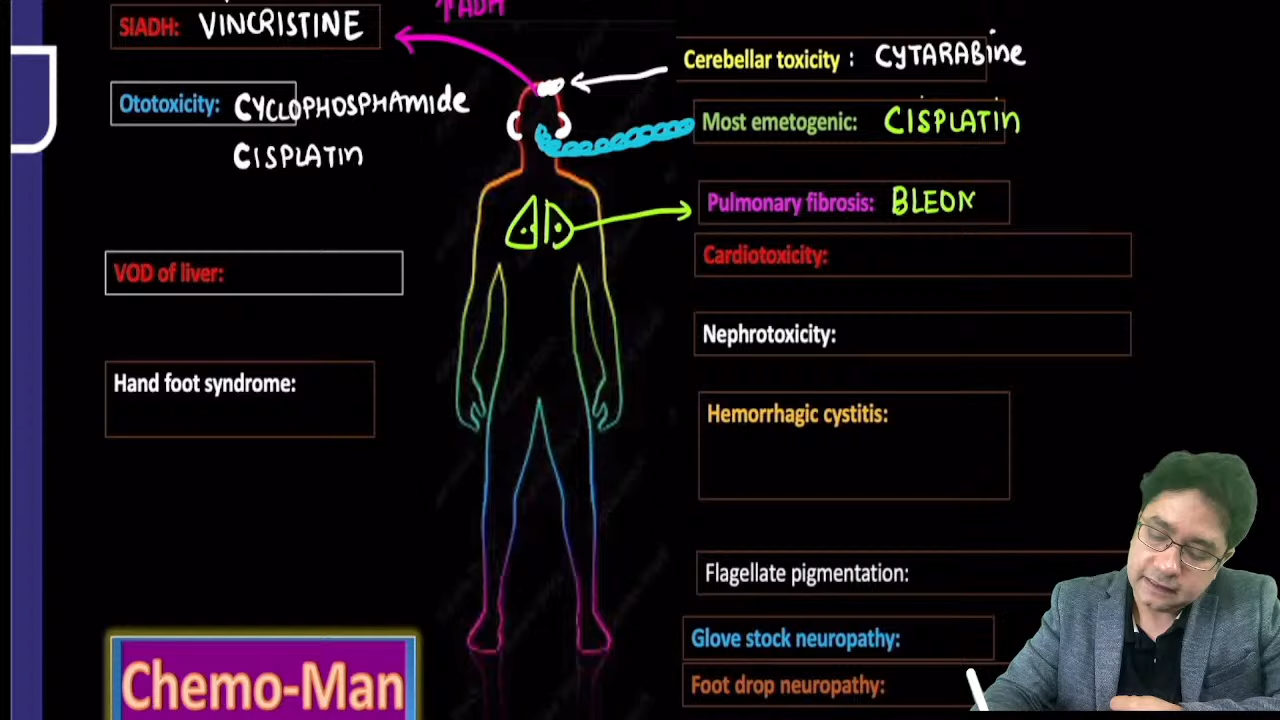 ↑ADH
SIADH: VINCRISTINE
Cerebellar toxicity : CYTARABine
Ototoxicity: CYCLOPHOSPHAMide
CISPLATin
Most emetogenic: CISPLATin
Pulmonary fibrosis: BLEOM
Cardiotoxicity:
VOD of liver:
Nephrotoxicity:
Hand foot syndrome:
Hemorrhagic cystitis:
Flagellate pigmentation:
Glove stock neuropathy:
Foot drop neuropathy:
Chemo-Man